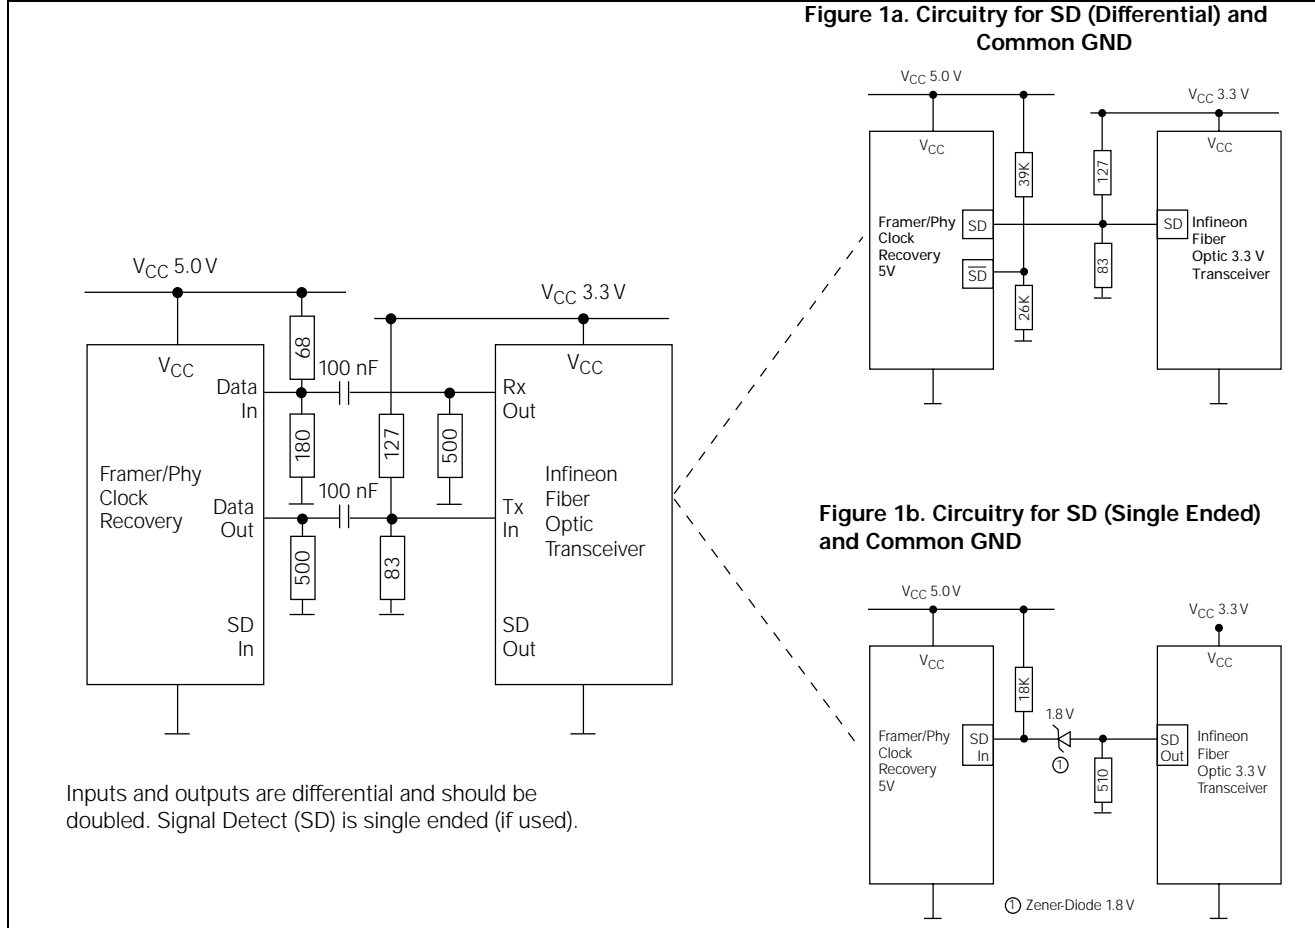 Figure 1a. Circuitry for SD (Differential) and
Common GND
VCC 5.0 V
VCC 3.3 V
VCC
VCC
39K
127
Framer/Phy
Clock
Recovery
5V
SD
SD
SD
Infineon
Fiber
Optic 3.3 V
Transceiver
83
26K
VCC 5.0 V
VCC 3.3 V
68
VCC
VCC
100 nF
Data
In
Rx
Out
180
127
500
Framer/Phy
Clock
Recovery
100 nF
Data
Out
Tx
In
Infineon
Fiber
Optic
Transceiver
500
83
SD
In
SD
Out
Inputs and outputs are differential and should be
doubled. Signal Detect (SD) is single ended (if used).
Figure 1b. Circuitry for SD (Single Ended)
and Common GND
VCC 5.0 V
VCC 3.3 V
VCC
VCC
18K
1.8 V
Framer/Phy
Clock
Recovery
5V
SD
In
1
510
SD
Out
Infineon
Fiber
Optic 3.3 V
Transceiver
1 Zener-Diode 1.8 V